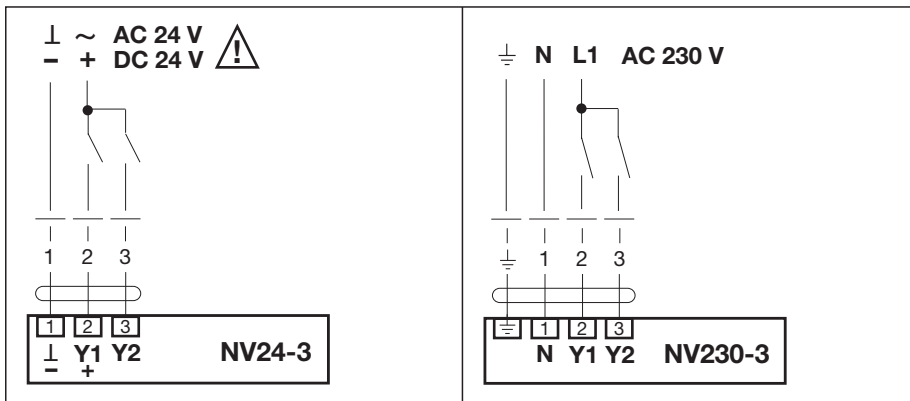 ⊥ ~ AC 24 V
– + DC 24 V !
1 2 3
1 2 3
⊥ Y1 Y2 NV24-3
– +
⏚ N L1 AC 230 V
⏚ 1 2 3
⏚ 1 2 3
N Y1 Y2 NV230-3